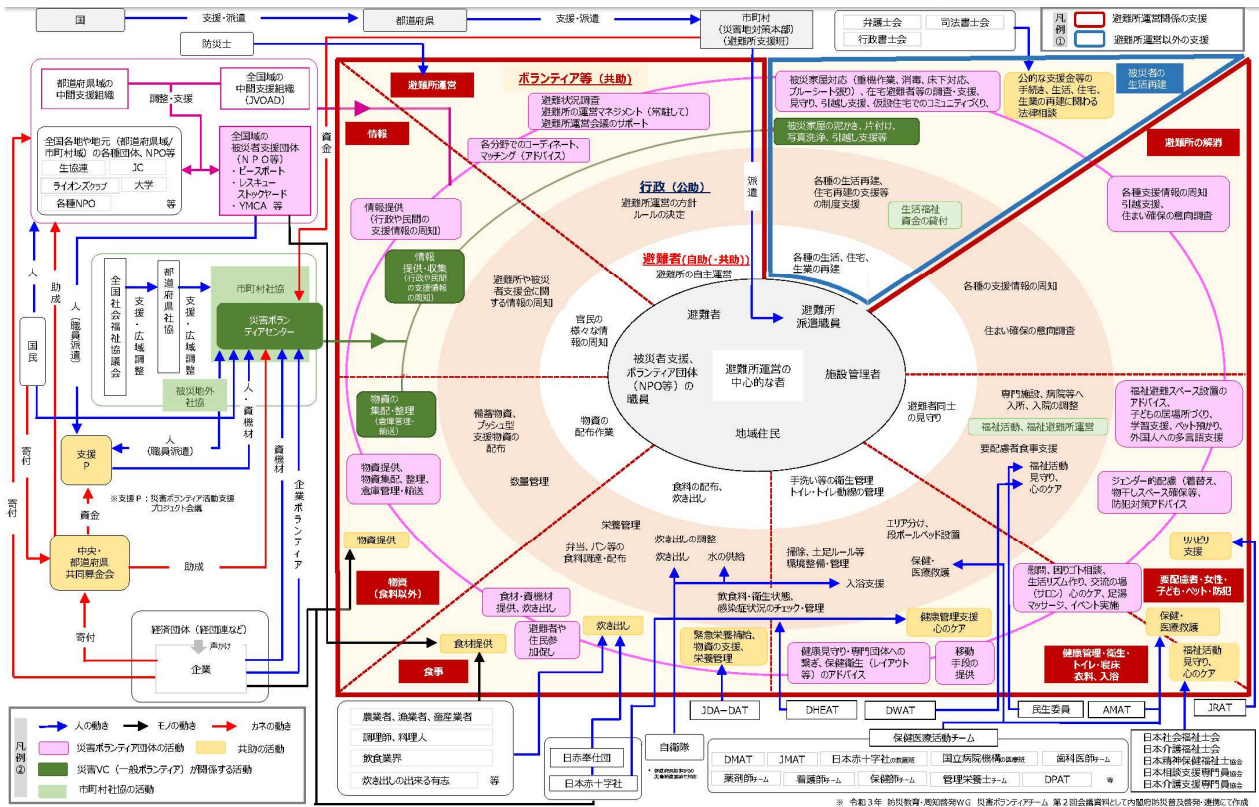 国
支援・派遣
都道府県
支援・派遣
市町村
(災害地対策本部)
(避難所支援班)
弁護士会
司法書士会
行政書士会
凡例①
避難所運営関係の支援
避難所運営以外の支援
防災士
都道府県域の
中間支援組織
全国域の
中間支援組織
(JVOAD)
調整・支援
全国各地や地元(都道府県域/
市町村域)の各種団体、NPO等
生協連
JC
ライオンズクラブ
大学
各種NPO
等
全国域の
被災者支援団体
(NPO等)
・ピースボート
・レスキュー
ストックヤード
・YMCA 等
資金
避難所運営
情報
ボランティア等(共助)
避難状況調査
避難所の運営マネジメント(常駐して)
避難所運営会議のサポート
各分野でのコーディネート、
マッチング(アドバイス)
被災家屋対応(重機作業、消毒、床下対応、
ブルーシート張り)、在宅避難者等の調査・支援、
見守り、引越し支援、仮設住宅でのコミュニティづくり、
被災家屋の泥かき、片付け、
写真洗浄、引越し支援等
公的な支援金等の
手続き、生活、住宅、
生業の再建に関わる
法律相談
被災者の
生活再建
避難所の解消
派遣
行政(公助)
避難所運営の方針
ルールの決定
各種の生活再建、
住宅再建の支援等
の制度支援
生活福祉
資金の貸付
各種支援情報の周知
引越支援、
住まい確保の意向調査
情報提供
(行政や民間の
支援情報の周知)
情報
提供・収集
(行政や民間
の支援情報
の周知)
避難所や被災
者支援金に関
する情報の周知
避難者(自助(・共助))
避難所の自主運営
各種の生活、住宅、
生業の再建
各種の支援情報の周知
住まい確保の意向調査
官民の
様々な情
報の周知
避難者
避難所
派遣職員
被災者支援、
ボランティア団体
(NPO等)の
職員
避難所運営の
中心的な者
施設管理者
地域住民
人
助成
人(職員派遣)
全国社会福祉協議会
支援・広域調整
都道府県社協
支援・広域調整
市町村社協
災害ボラン
ティアセンター
被災地外
社協
国民
人・資機材
人
(職員派遣)
支援
P
※支援P:災害ボランティア活動支援
プロジェクト会議
資機材
企業ボランティア
寄付
寄付
資金
中央・
都道府県
共同募金会
助成
寄付
経済団体(経団連など)
声かけ
企業
物資の
集配・整理
(倉庫管理・
輸送)
備蓄物資、
プッシュ型
支援物資の
配布
物資の
配布作業
物資提供、
物資集配、整理、
倉庫管理・輸送
数量管理
避難者同士
の見守り
専門施設、病院等へ
入所、入院の調整
福祉活動、福祉避難所運営
要配慮者食事支援
福祉活動
見守り、
心のケア
福祉避難スペース設置の
アドバイス、
子どもの居場所づくり、
学習支援、ペット預かり、
外国人への多言語支援
ジェンダー的配慮(着替え、
物干しスペース確保等、
防犯対策アドバイス
食料の配布、
炊き出し
手洗い等の衛生管理
トイレ・トイレ動線の管理
栄養管理
弁当、パン等の
食料調達・配布
炊き出しの調整
炊き出し
水の供給
エリア分け、
段ボールベッド設置
掃除、土足ルール等
環境整備・管理
入浴支援
保健・
医療救護
リハビリ
支援
物資提供
物資
(食料以外)
食材・資機材
提供、炊き出し
飲食料・衛生状態、
感染症状況のチェック・管理
慰問、困りゴト相談、
生活リズム作り、交流の場
(サロン)心のケア、足湯
マッサージ、イベント実施
要配慮者・女性・
子ども・ペット・防犯
食材提供
避難者や
住民参
加促し
炊き出し
緊急栄養補給、
物資の支援、
栄養管理
健康管理支援
心のケア
保健・
医療救護
食事
健康見守り・専門団体への
繋ぎ、保健衛生(レイアウト
等)のアドバイス
移動
手段の
提供
健康管理・衛生・
トイレ・寝床
衣料、入浴
福祉活動
見守り、
心のケア
凡例②
人の動き
モノの動き
カネの動き
災害ボランティア団体の活動
共助の活動
災害VC(一般ボランティア)が関係する活動
市町村社協の活動
農業者、漁業者、畜産業者
調理師、料理人
飲食業界
炊き出しの出来る有志
等
日赤奉仕団
日本赤十字社
自衛隊
JDA-DAT
DHEAT
DWAT
民生委員
AMAT
JRAT
保健医療活動チーム
DMAT
JMAT
日本赤十字社の救護班
国立病院機構の医療班
歯科医師チーム
薬剤師チーム
看護師チーム
保健師チーム
管理栄養士チーム
DPAT
等
日本社会福祉士会
日本介護福祉士会
日本精神保健福祉士協会
日本相談支援専門員協会
日本介護支援専門員協会
※ 令和3年 防災教育・周知啓発WG 災害ボランティアチーム 第2回会議資料として内閣府防災普及啓発・連携にて作成